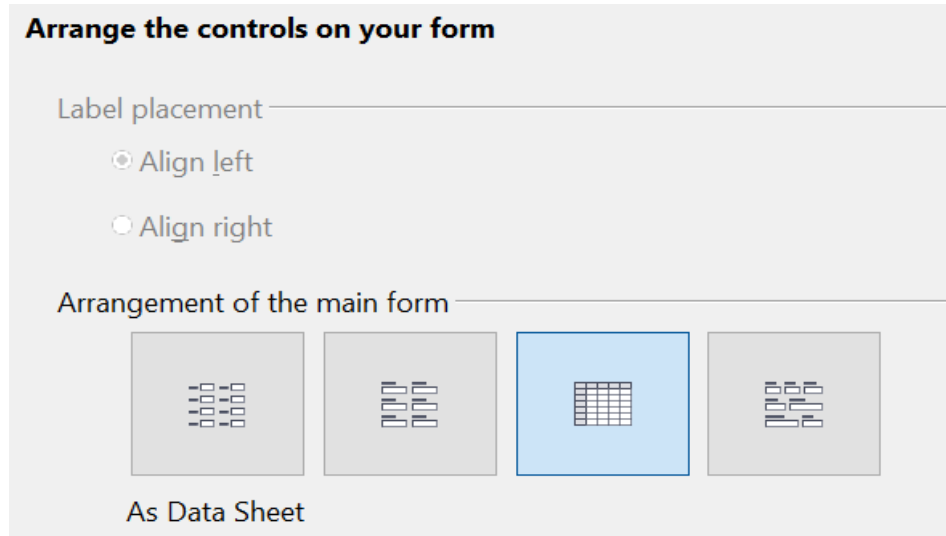 Arrange the controls on your form
Label placement
Align left
Align right
Arrangement of the main form
As Data Sheet